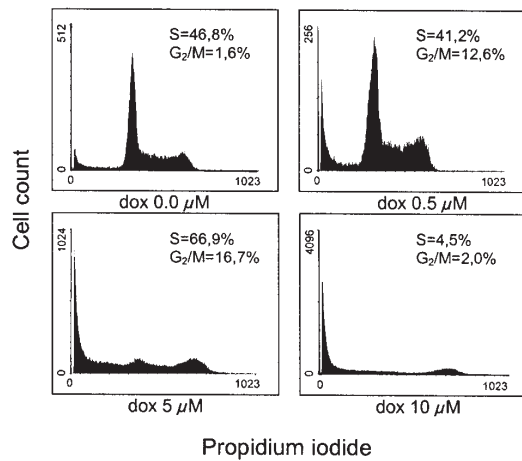 512
S=46,8%
G₂/M=1,6%
0
0
1023
dox 0.0 µM
256
S=41,2%
G₂/M=12,6%
0
0
1023
dox 0.5 µM
Cell count
1024
S=66,9%
G₂/M=16,7%
0
0
1023
dox 5 µM
4096
S=4,5%
G₂/M=2,0%
0
0
1023
dox 10 µM
Propidium iodide